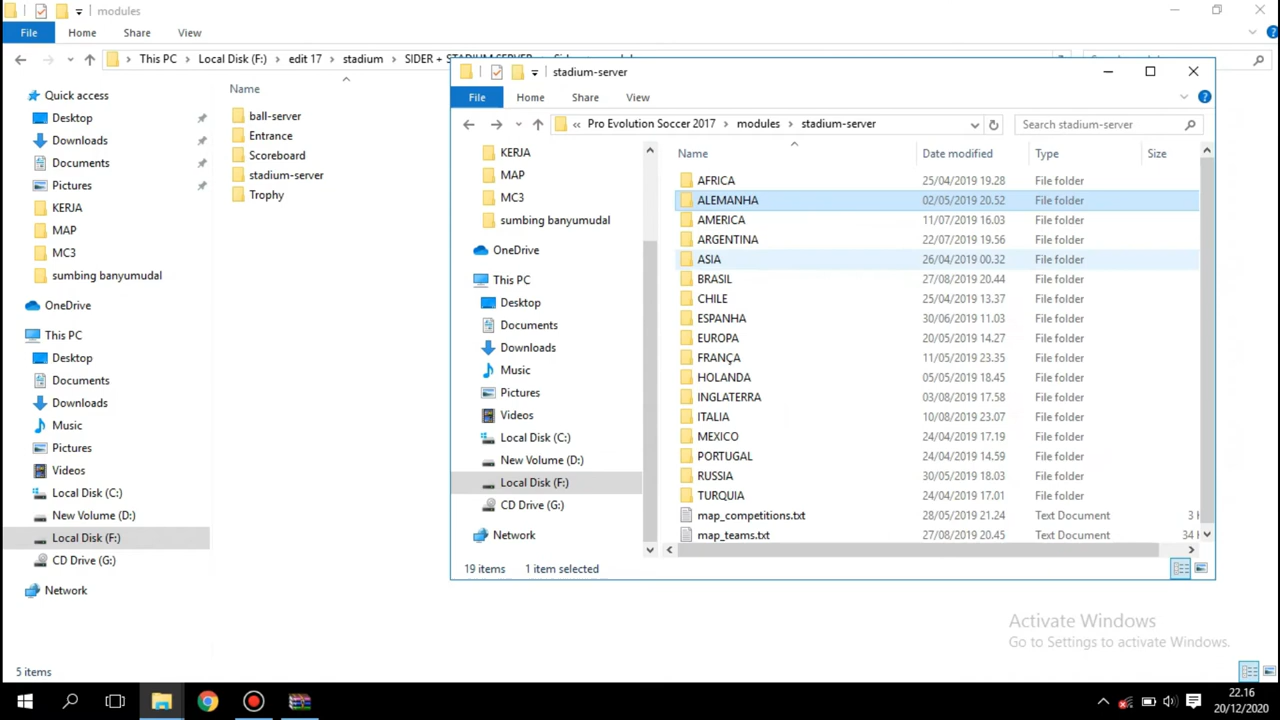 modules
File Home Share View
This PC Local Disk (F:) edit 17 stadium SIDER + STADIUM SERVER
Quick access
Desktop
Downloads
Documents
Pictures
KERJA
MAP
MC3
sumbing banyumudal
OneDrive
This PC
Desktop
Documents
Downloads
Music
Pictures
Videos
Local Disk (C:)
New Volume (D:)
Local Disk (F:)
CD Drive (G:)
Network
Name
ball-server
Entrance
Scoreboard
stadium-server
Trophy
5 items
stadium-server
File Home Share View
« Pro Evolution Soccer 2017 modules stadium-server
Search stadium-server
KERJA
MAP
MC3
sumbing banyumudal
OneDrive
This PC
Desktop
Documents
Downloads
Music
Pictures
Videos
Local Disk (C:)
New Volume (D:)
Local Disk (F:)
CD Drive (G:)
Network
Name Date modified Type Size
AFRICA 25/04/2019 19.28 File folder
ALEMANHA 02/05/2019 20.52 File folder
AMERICA 11/07/2019 16.03 File folder
ARGENTINA 22/07/2019 19.56 File folder
ASIA 26/04/2019 00.32 File folder
BRASIL 27/08/2019 20.44 File folder
CHILE 25/04/2019 13.37 File folder
ESPANHA 30/06/2019 11.03 File folder
EUROPA 20/05/2019 14.27 File folder
FRANÇA 11/05/2019 23.35 File folder
HOLANDA 05/05/2019 18.45 File folder
INGLATERRA 03/08/2019 17.58 File folder
ITALIA 10/08/2019 23.07 File folder
MEXICO 24/04/2019 17.19 File folder
PORTUGAL 24/04/2019 14.59 File folder
RUSSIA 30/05/2019 18.03 File folder
TURQUIA 24/04/2019 17.01 File folder
map_competitions.txt 28/05/2019 21.24 Text Document 3
map_teams.txt 27/08/2019 20.45 Text Document 34
19 items 1 item selected
Activate Windows
Go to Settings to activate Windows.
22.16
20/12/2020